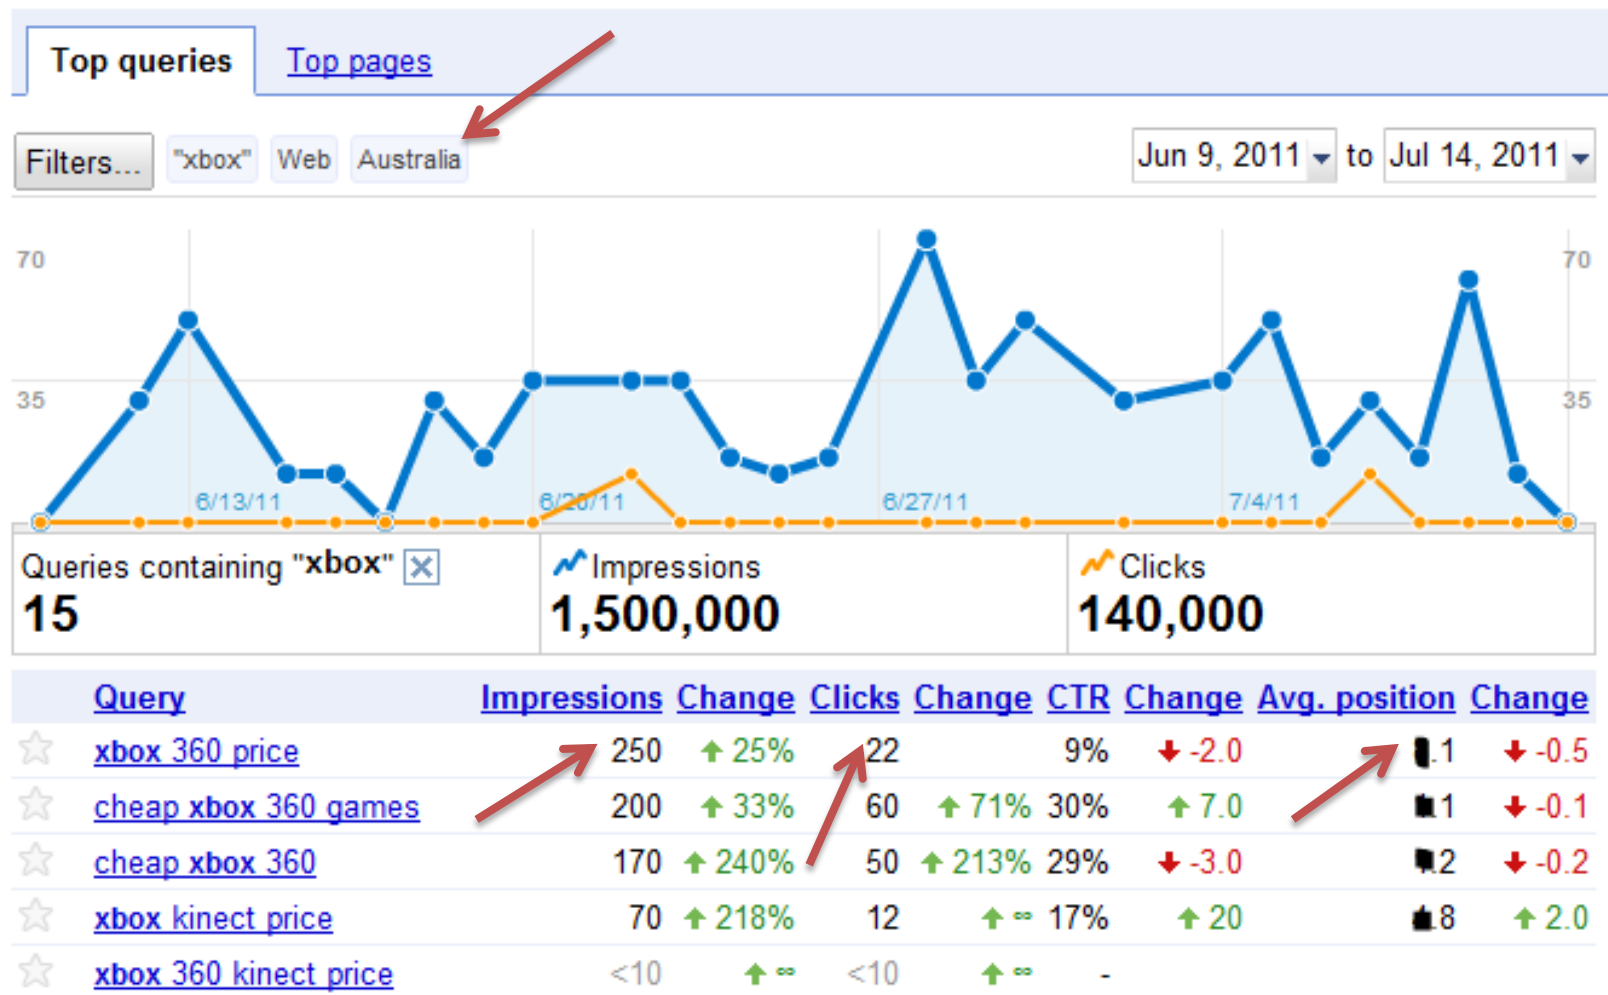 Top queries Top pages
Filters... "xbox" Web Australia Jun 9, 2011 to Jul 14, 2011
70 70
35 35
6/13/11 6/20/11 6/27/11 7/4/11
Queries containing "xbox" Impressions Clicks
15 1,500,000 140,000
Query Impressions Change Clicks Change CTR Change Avg. position Change
xbox 360 price 250 25% 22 9% -2.0 .1 -0.5
cheap xbox 360 games 200 33% 60 71% 30% 7.0 1 -0.1
cheap xbox 360 170 240% 50 213% 29% -3.0 2 -0.2
xbox kinect price 70 218% 12 ∞ 17% 20 .8 2.0
xbox 360 kinect price <10 ∞ <10 ∞ -